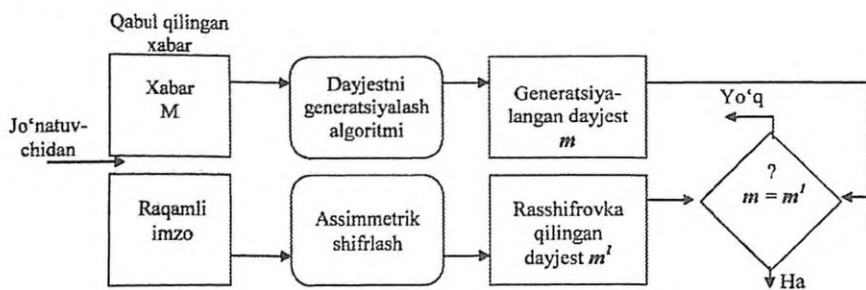 Qabul qilingan
xabar
Xabar
M
Dayjestni
generatsiyalash
algoritmi
Generatsiya-
langan dayjest
m
Yo‘q
Jo‘natuv-
chidan
?
m = m¹
Raqamli
imzo
Assimmetrik
shifrlash
Rasshifrovka
qilingan
dayjest m¹
Ha